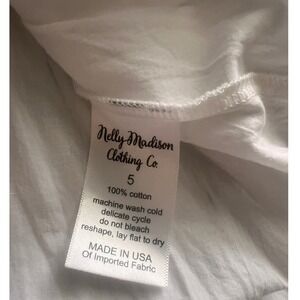 Nelly Madison
Clothing Co.
5
100% cotton
machine wash cold
delicate cycle
do not bleach
reshape, lay flat to dry
MADE IN USA
Of Imported Fabric